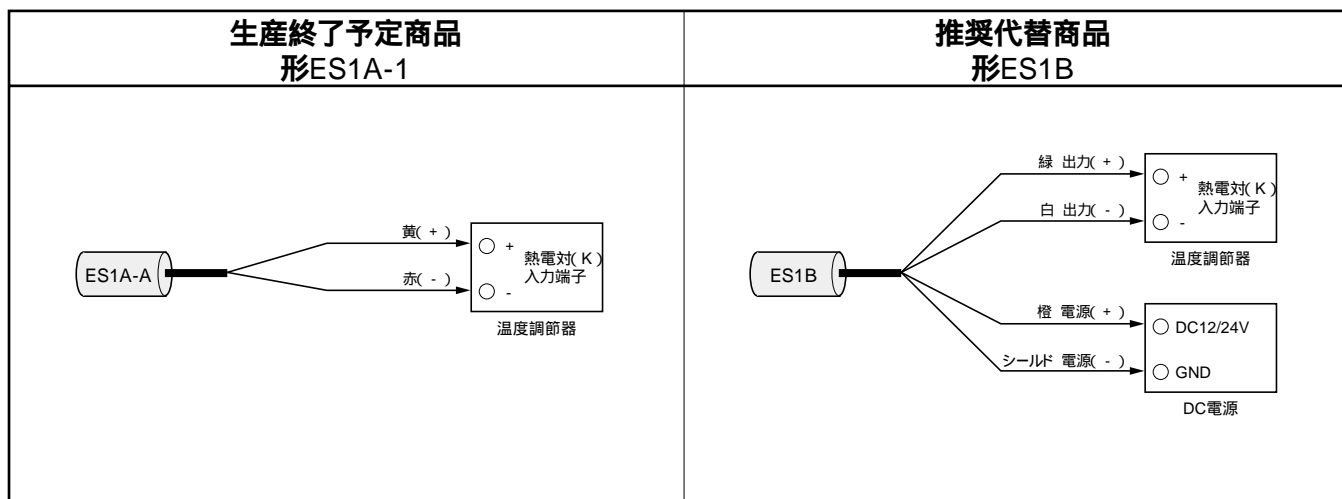 生産終了予定商品
形ES1A-1
推奨代替商品
形ES1B
ES1A-A
黄( + )
赤( - )
+
-
熱電対( K )
入力端子
温度調節器
ES1B
緑 出力( + )
白 出力( - )
橙 電源( + )
シールド 電源( - )
+
-
熱電対( K )
入力端子
温度調節器
DC12/24V
GND
DC電源